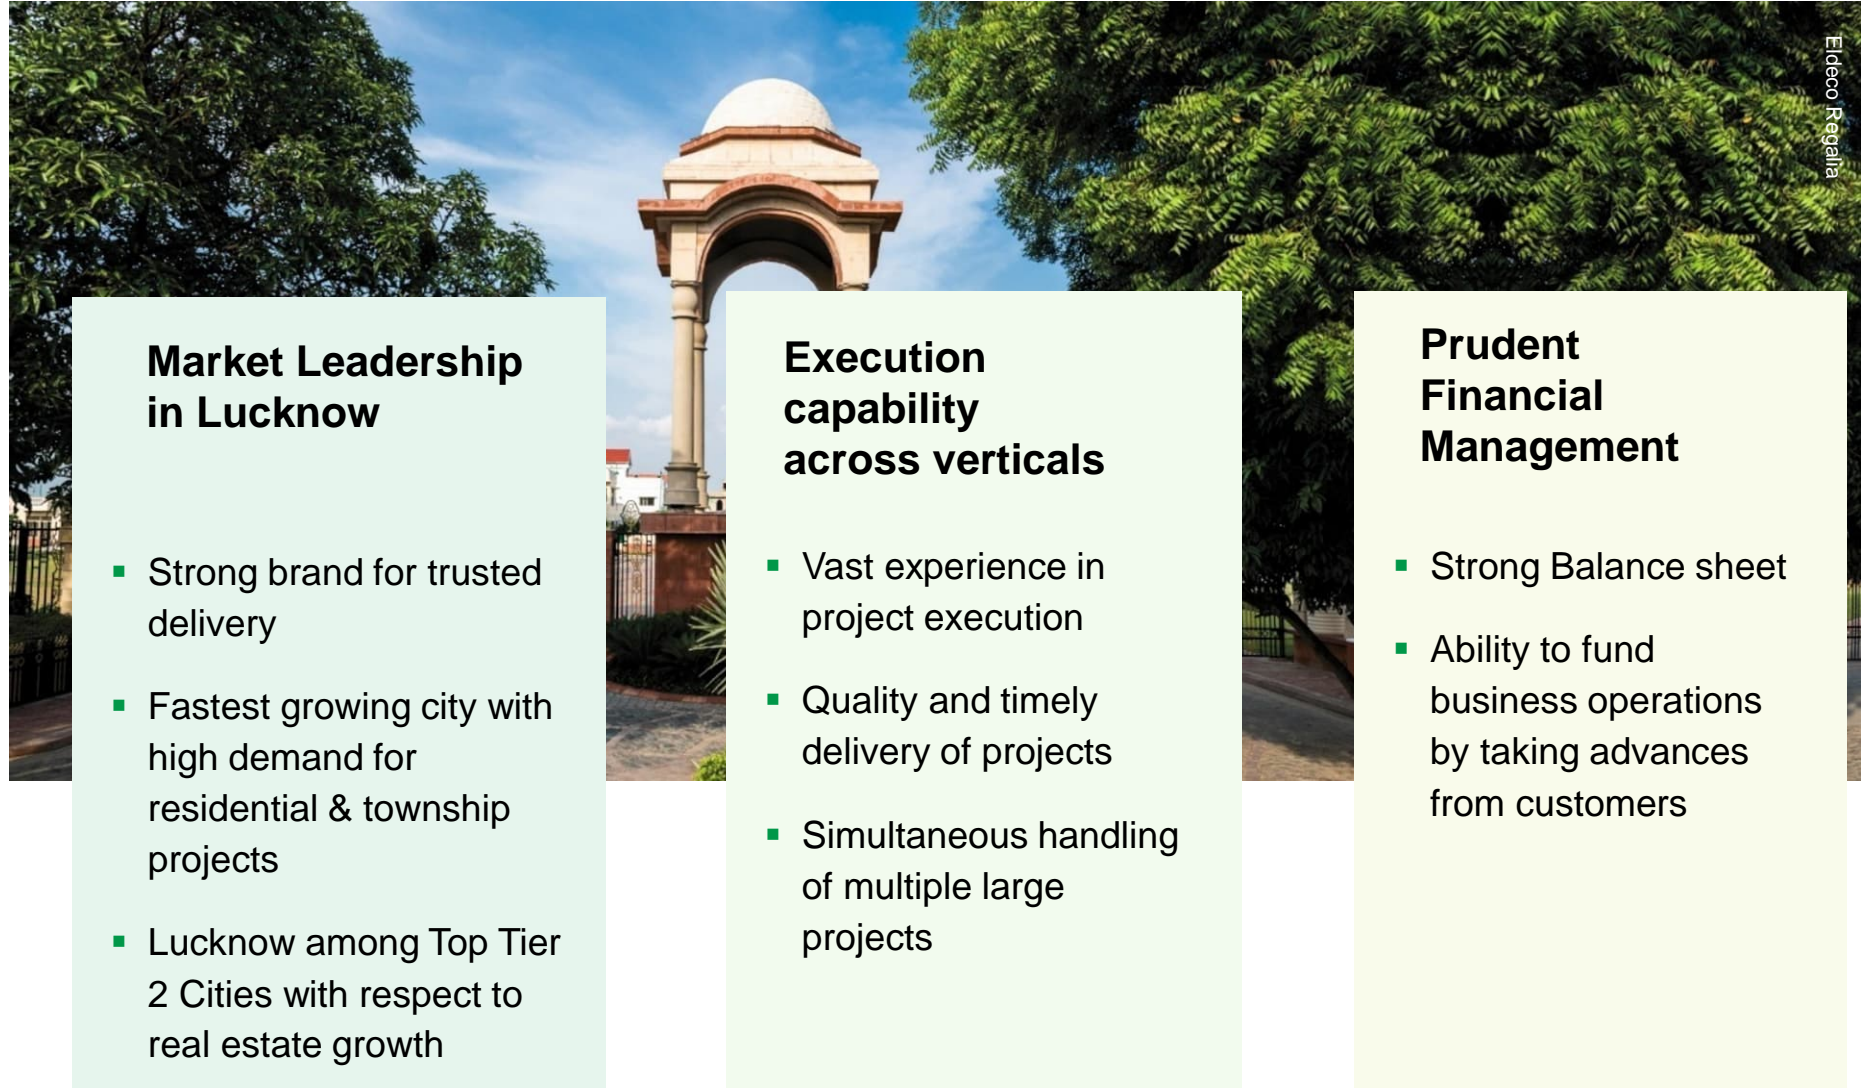 Eldeco Regalia
Market Leadership
in Lucknow
▪ Strong brand for trusted
delivery
▪ Fastest growing city with
high demand for
residential & township
projects
▪ Lucknow among Top Tier
2 Cities with respect to
real estate growth
Execution
capability
across verticals
▪ Vast experience in
project execution
▪ Quality and timely
delivery of projects
▪ Simultaneous handling
of multiple large
projects
Prudent
Financial
Management
▪ Strong Balance sheet
▪ Ability to fund
business operations
by taking advances
from customers